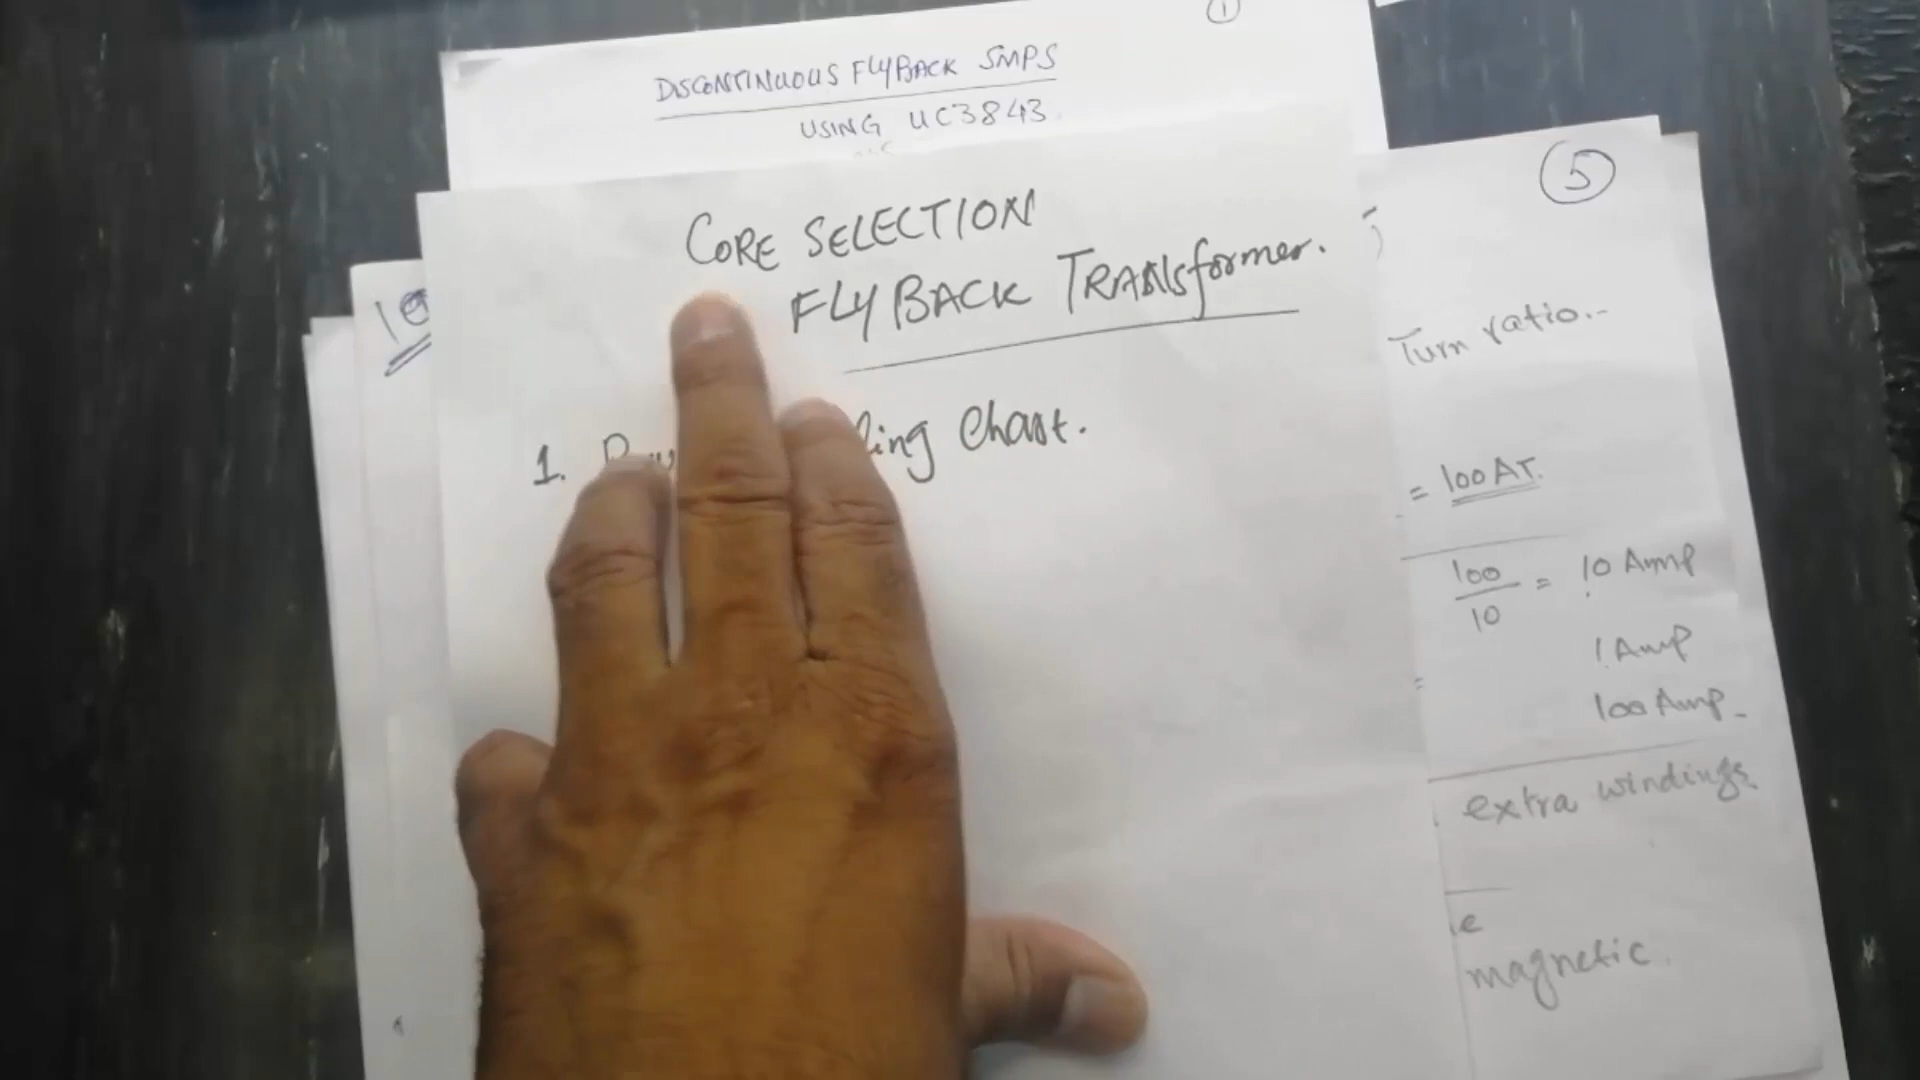 1
DISCONTINUOUS FLYBACK SMPS
USING UC3843
CORE SELECTION
FLYBACK TRANSformer.
1.
Chart.
10
5
Turn ratio.-
= 100 AT.
100
10
= 10 Amp
1 Amp
100 Amp
extra windings
magnetic.